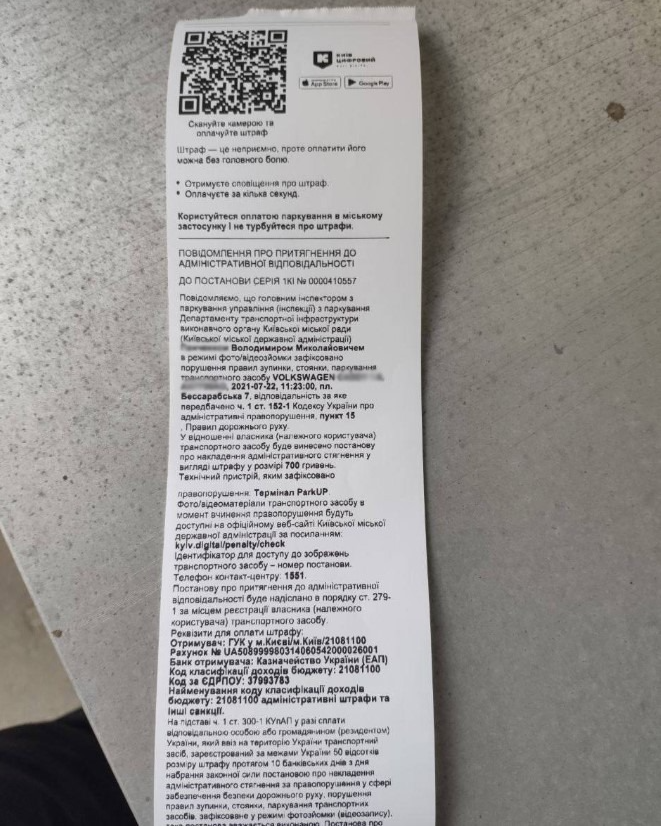 КИЇВ
ЦИФРОВИЙ
App Store
Google Play
Скануйте камерою та
оплачуйте штраф
Штраф — це неприємно, проте оплатити його
можна без головного болю.
• Отримуєте сповіщення про штраф.
• Оплачуєте за кілька секунд.
Користуйтеся оплатою паркування в міському
застосунку і не турбуйтеся про штрафи.
ПОВІДОМЛЕННЯ ПРО ПРИТЯГНЕННЯ ДО
АДМІНІСТРАТИВНОЇ ВІДПОВІДАЛЬНОСТІ
ДО ПОСТАНОВИ СЕРІЯ 1КІ № 0000410557
Повідомляємо, що головним інспектором з
паркування управління (інспекції) з паркування
Департаменту транспортної інфраструктури
виконавчого органу Київської міської ради
(Київської міської державної адміністрації)
Володимиром Миколайовичем
в режимі фото/відеозйомки зафіксовано
порушення правил зупинки, стоянки, паркування
транспортного засобу VOLKSWAGEN
, 2021-07-22, 11:23:00, пл.
Бессарабська 7, відповідальність за яке
передбачено ч. 1 ст. 152-1 Кодексу України про
адміністративні правопорушення, пункт 15
. Правил дорожнього руху.
У відношенні власника (належного користувача)
транспортного засобу буде винесено постанову
про накладення адміністративного стягнення у
вигляді штрафу у розмірі 700 гривень.
Технічний пристрій, яким зафіксовано
правопорушення: Термінал ParkUP.
Фото/відеоматеріали транспортного засобу в
момент вчинення правопорушення будуть
доступні на офіційному веб-сайті Київської міської
державної адміністрації за посиланням:
kyiv.digital/penalty/check
Ідентифікатор для доступу до зображень
транспортного засобу – номер постанови.
Телефон контакт-центру: 1551.
Постанову про притягнення до адміністративної
відповідальності буде надіслано в порядку ст. 279-
1 за місцем реєстрації власника (належного
користувача) транспортного засобу.
Реквізити для оплати штрафу:
Отримувач: ГУК у м.Києві/м.Київ/21081100
Рахунок № UA508999980314060542000026001
Банк отримувача: Казначейство України (ЕАП)
Код класифікації доходів бюджету: 21081100
Код за ЄДРПОУ: 37993783
Найменування коду класифікації доходів
бюджету: 21081100 адміністративні штрафи та
інші санкції.
На підставі ч. 1 ст. 300-1 КУпАП у разі сплати
відповідальною особою або громадянином (резидентом)
України, який ввіз на територію України транспортний
засіб, зареєстрований за межами України 50 відсотків
розміру штрафу протягом 10 банківських днів з дня
набрання законної сили постановою про накладення
адміністративного стягнення за правопорушення у сфері
забезпечення безпеки дорожнього руху, порушення
правил зупинки, стоянки, паркування транспортних
засобів, зафіксоване у режимі фотозйомки (відеозапису),
така постанова вважається виконаною. Постанова про